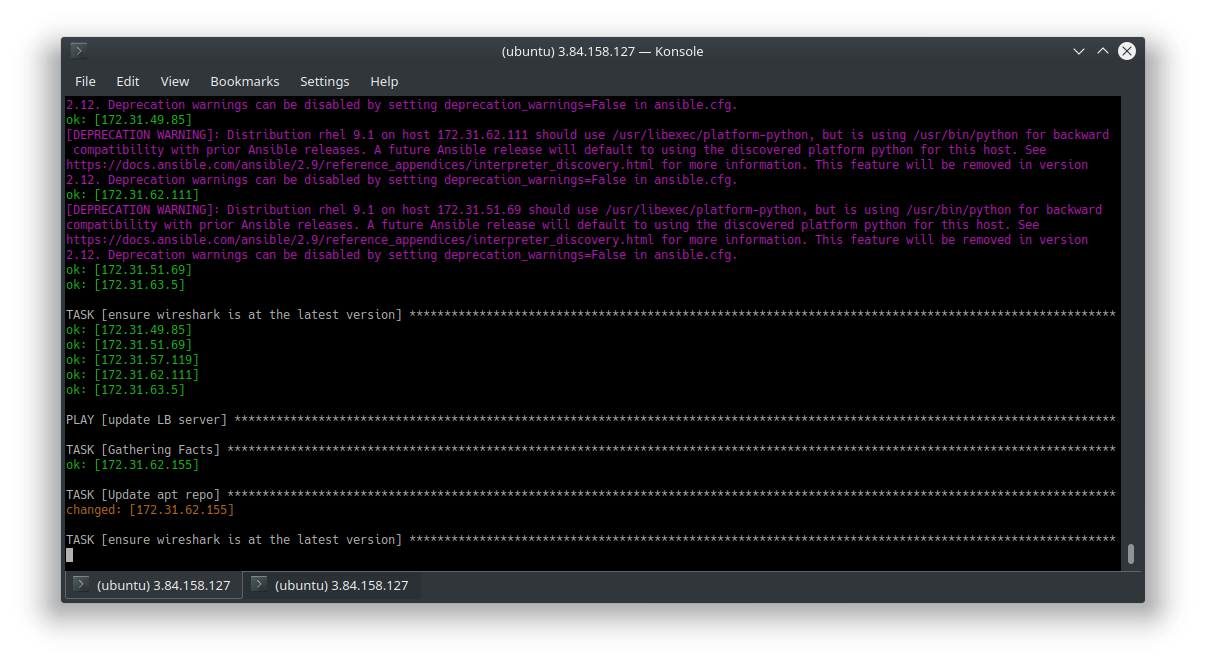 (ubuntu) 3.84.158.127 — Konsole
File Edit View Bookmarks Settings Help
2.12. Deprecation warnings can be disabled by setting deprecation_warnings=False in ansible.cfg.
ok: [172.31.49.85]
[DEPRECATION WARNING]: Distribution rhel 9.1 on host 172.31.62.111 should use /usr/libexec/platform-python, but is using /usr/bin/python for backward
compatibility with prior Ansible releases. A future Ansible release will default to using the discovered platform python for this host. See
https://docs.ansible.com/ansible/2.9/reference_appendices/interpreter_discovery.html for more information. This feature will be removed in version
2.12. Deprecation warnings can be disabled by setting deprecation_warnings=False in ansible.cfg.
ok: [172.31.62.111]
[DEPRECATION WARNING]: Distribution rhel 9.1 on host 172.31.51.69 should use /usr/libexec/platform-python, but is using /usr/bin/python for backward
compatibility with prior Ansible releases. A future Ansible release will default to using the discovered platform python for this host. See
https://docs.ansible.com/ansible/2.9/reference_appendices/interpreter_discovery.html for more information. This feature will be removed in version
2.12. Deprecation warnings can be disabled by setting deprecation_warnings=False in ansible.cfg.
ok: [172.31.51.69]
ok: [172.31.63.5]
TASK [ensure wireshark is at the latest version] *****************************************************************************************************
ok: [172.31.49.85]
ok: [172.31.51.69]
ok: [172.31.57.119]
ok: [172.31.62.111]
ok: [172.31.63.5]
PLAY [update LB server] ******************************************************************************************************************************
TASK [Gathering Facts] *******************************************************************************************************************************
ok: [172.31.62.155]
TASK [Update apt repo] *******************************************************************************************************************************
changed: [172.31.62.155]
TASK [ensure wireshark is at the latest version] *****************************************************************************************************
(ubuntu) 3.84.158.127 (ubuntu) 3.84.158.127